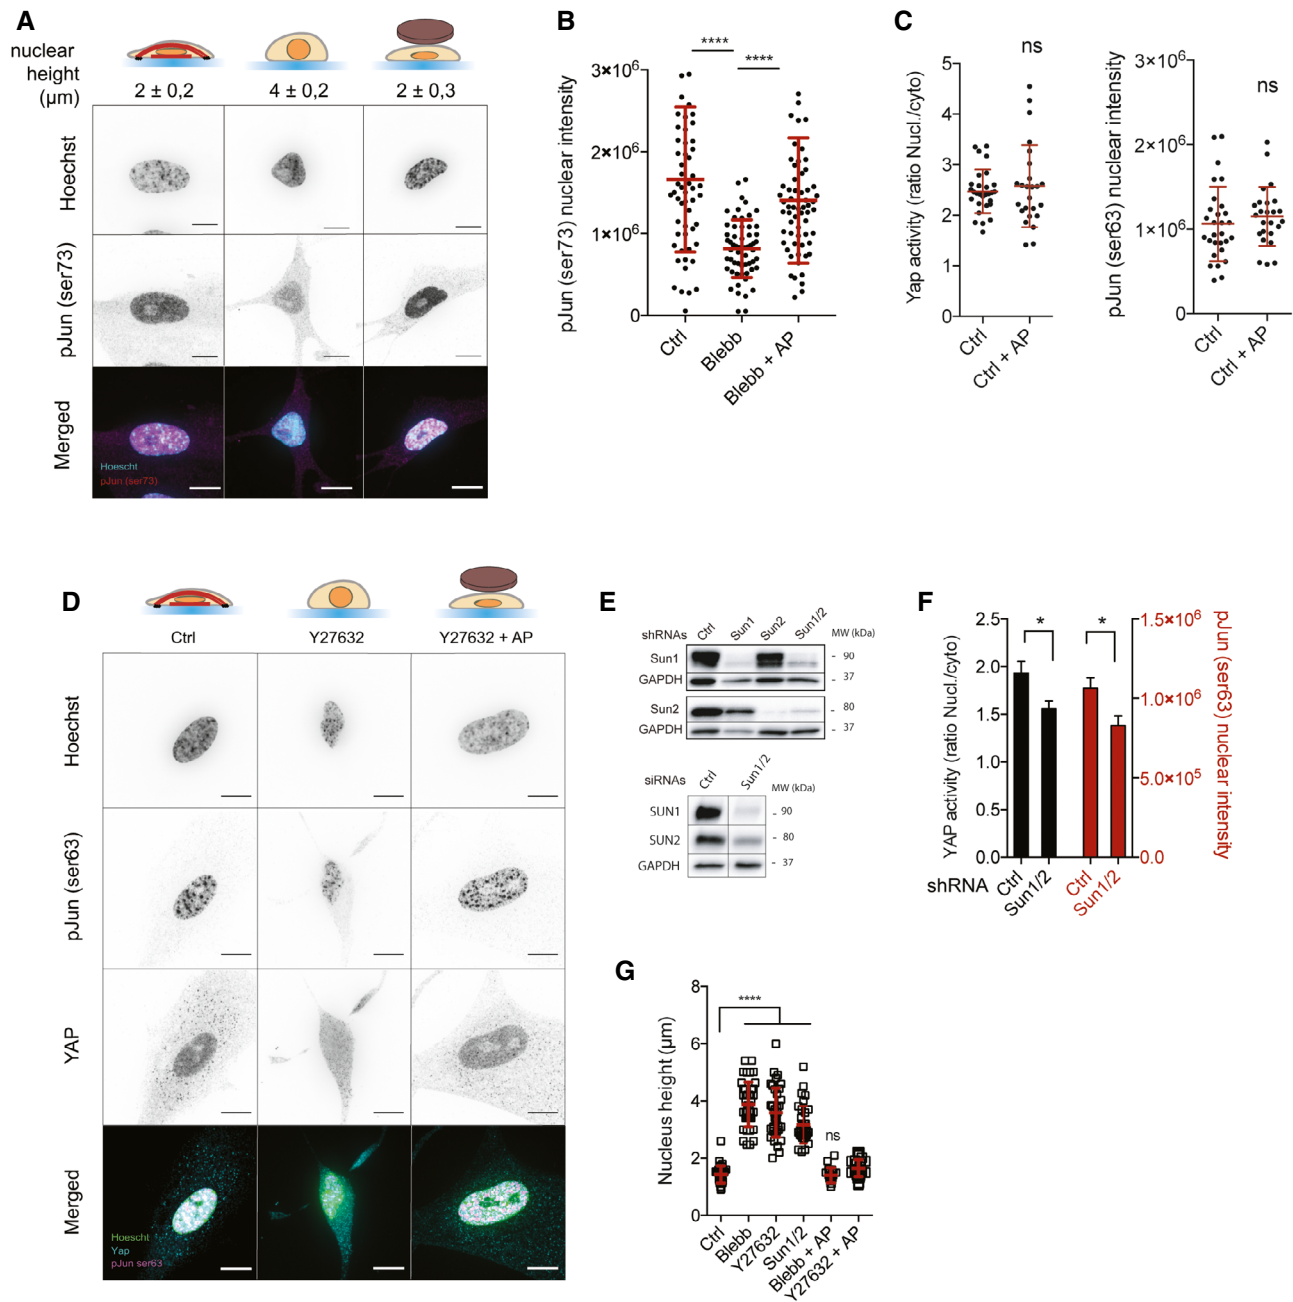 A
nuclear height (µm)
2 ± 0,2
4 ± 0,2
2 ± 0,3
Hoechst
pJun (ser73)
Merged
Hoescht
pJun (ser73)
B
pJun (ser73) nuclear intensity
3×10⁶
2×10⁶
1×10⁶
0
****
****
Ctrl
Blebb
Blebb + AP
C
Yap activity (ratio Nucl./cyto)
5
4
3
2
1
0
ns
Ctrl
Ctrl + AP
pJun (ser63) nuclear intensity
3×10⁶
2×10⁶
1×10⁶
0
ns
Ctrl
Ctrl + AP
D
Ctrl
Y27632
Y27632 + AP
Hoechst
pJun (ser63)
YAP
Merged
Hoescht
Yap
pJun ser63
E
shRNAs
Ctrl
Sun1
Sun2
Sun1/2
MW (kDa)
Sun1
- 90
GAPDH
- 37
Sun2
- 80
GAPDH
- 37
siRNAs
Ctrl
Sun1/2
MW (kDa)
SUN1
- 90
SUN2
- 80
GAPDH
- 37
F
YAP activity (ratio Nucl./cyto)
2.5
2.0
1.5
1.0
0.5
0.0
*
*
1.5×10⁶
1.0×10⁶
5.0×10⁵
0.0
pJun (ser63) nuclear intensity
shRNA
Ctrl
Sun1/2
Ctrl
Sun1/2
G
Nucleus height (µm)
8
6
4
2
0
****
ns
Ctrl
Blebb
Y27632
Sun1/2
Blebb + AP
Y27632 + AP